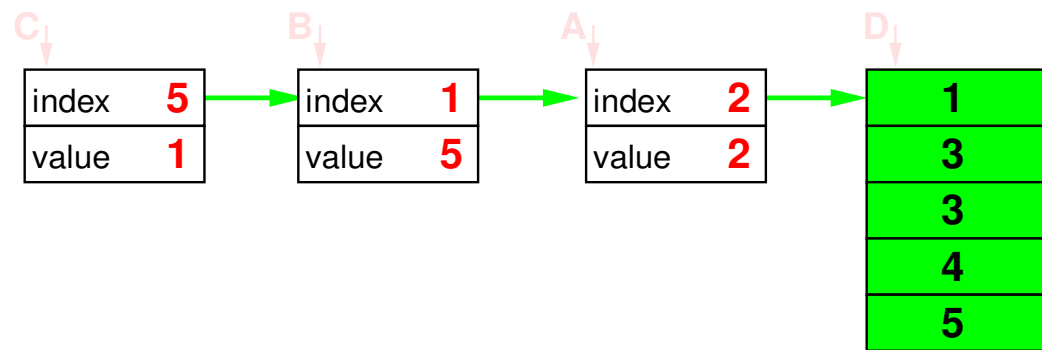 C B A D
index 5 index 1 index 2 1
value 1 value 5 value 2 3
3
4
5